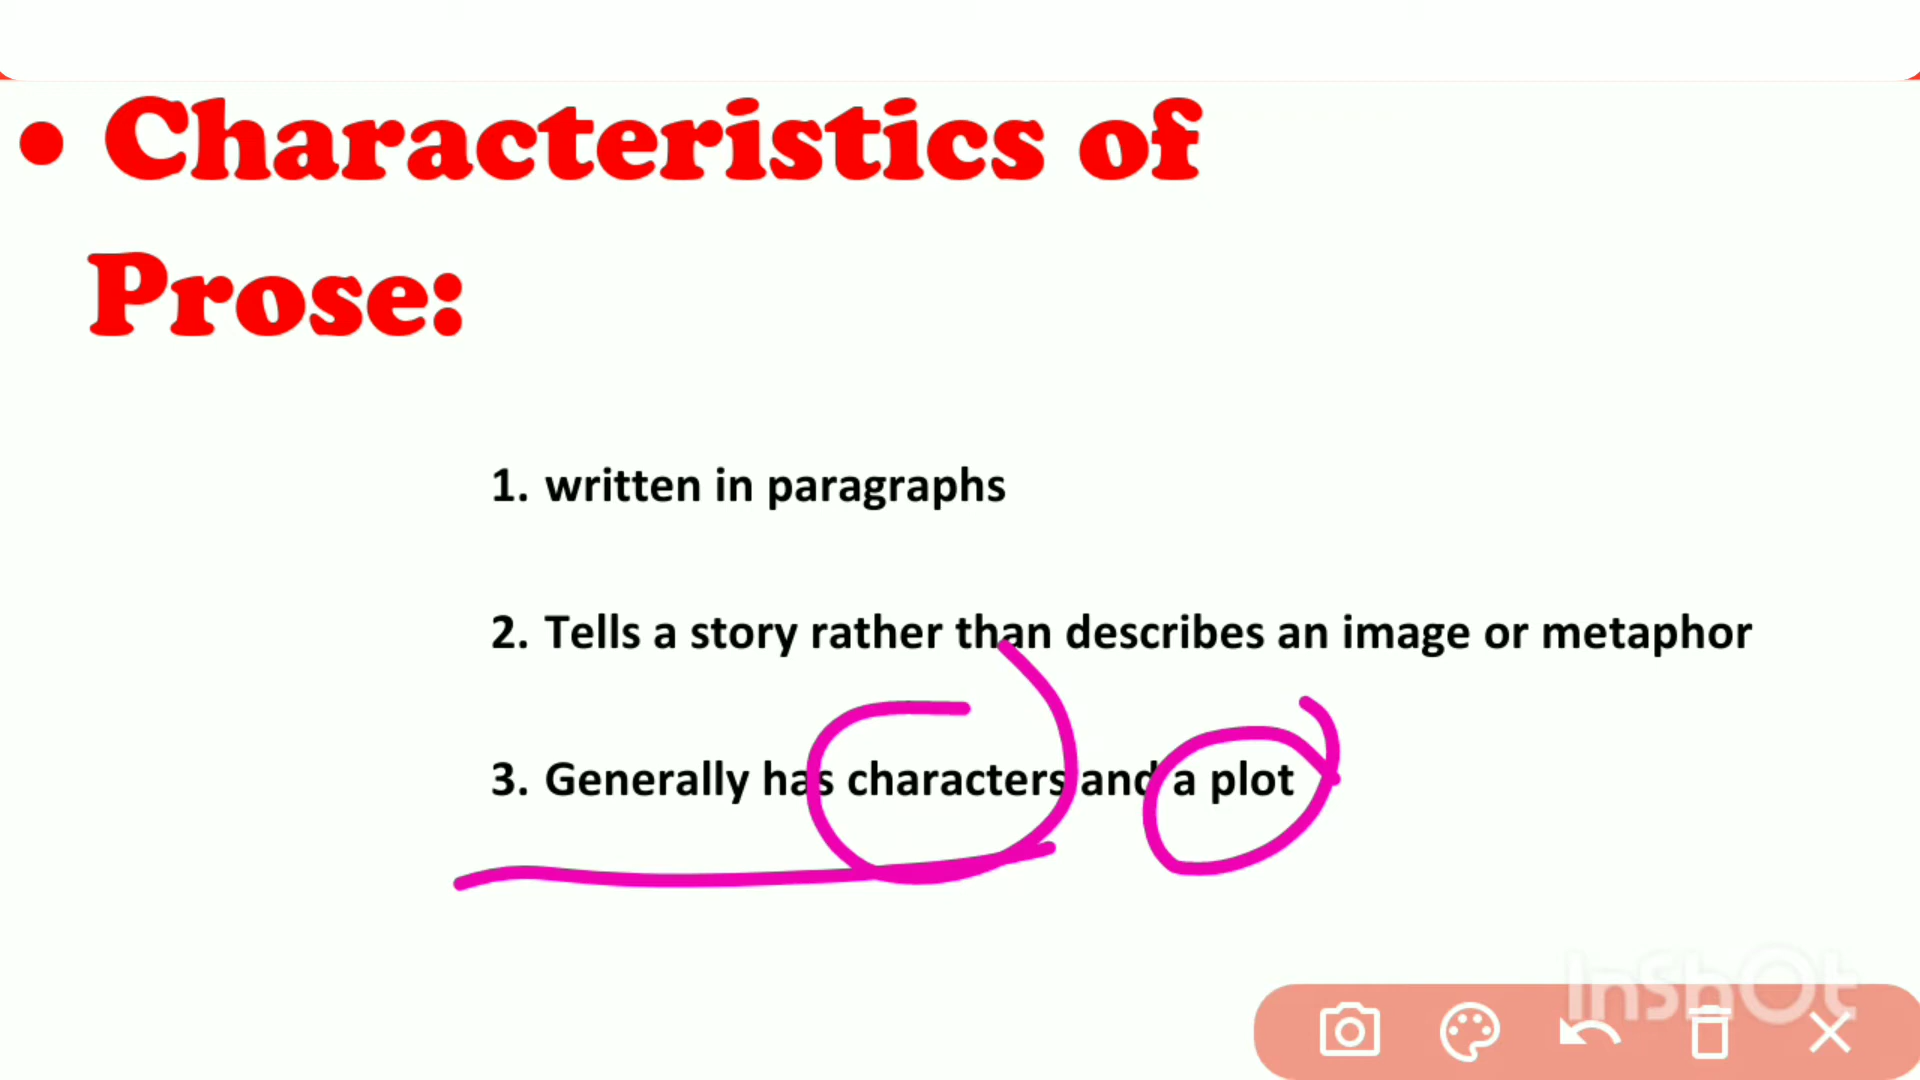 • Characteristics of
Prose:
1. written in paragraphs
2. Tells a story rather than describes an image or metaphor
3. Generally has characters and a plot
InShOt